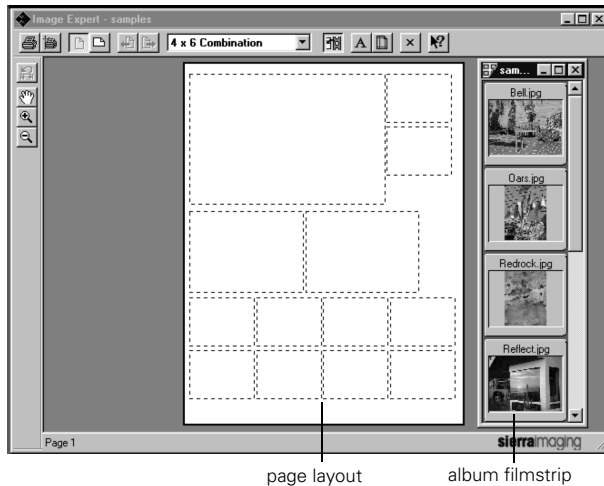 Image Expert - samples
4 x 6 Combination
A
sam...
Bell.jpg
Oars.jpg
Redrock.jpg
Reflect.jpg
Page 1
sierraimaging
page layout
album filmstrip